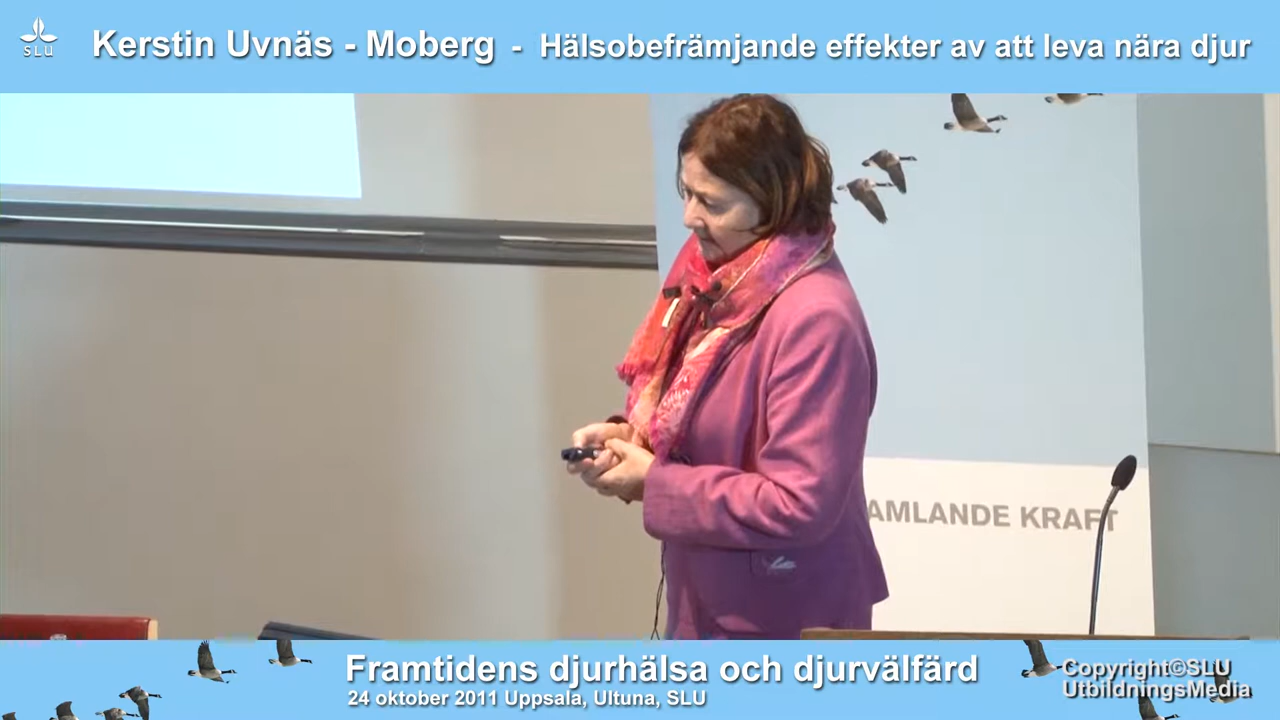 SLU
Kerstin Uvnäs - Moberg - Hälsobefrämjande effekter av att leva nära djur
AMLANDE KRAFT
Framtidens djurhälsa och djurvälfärd
24 oktober 2011 Uppsala, Ultuna, SLU
Copyright©SLU
UtbildningsMedia